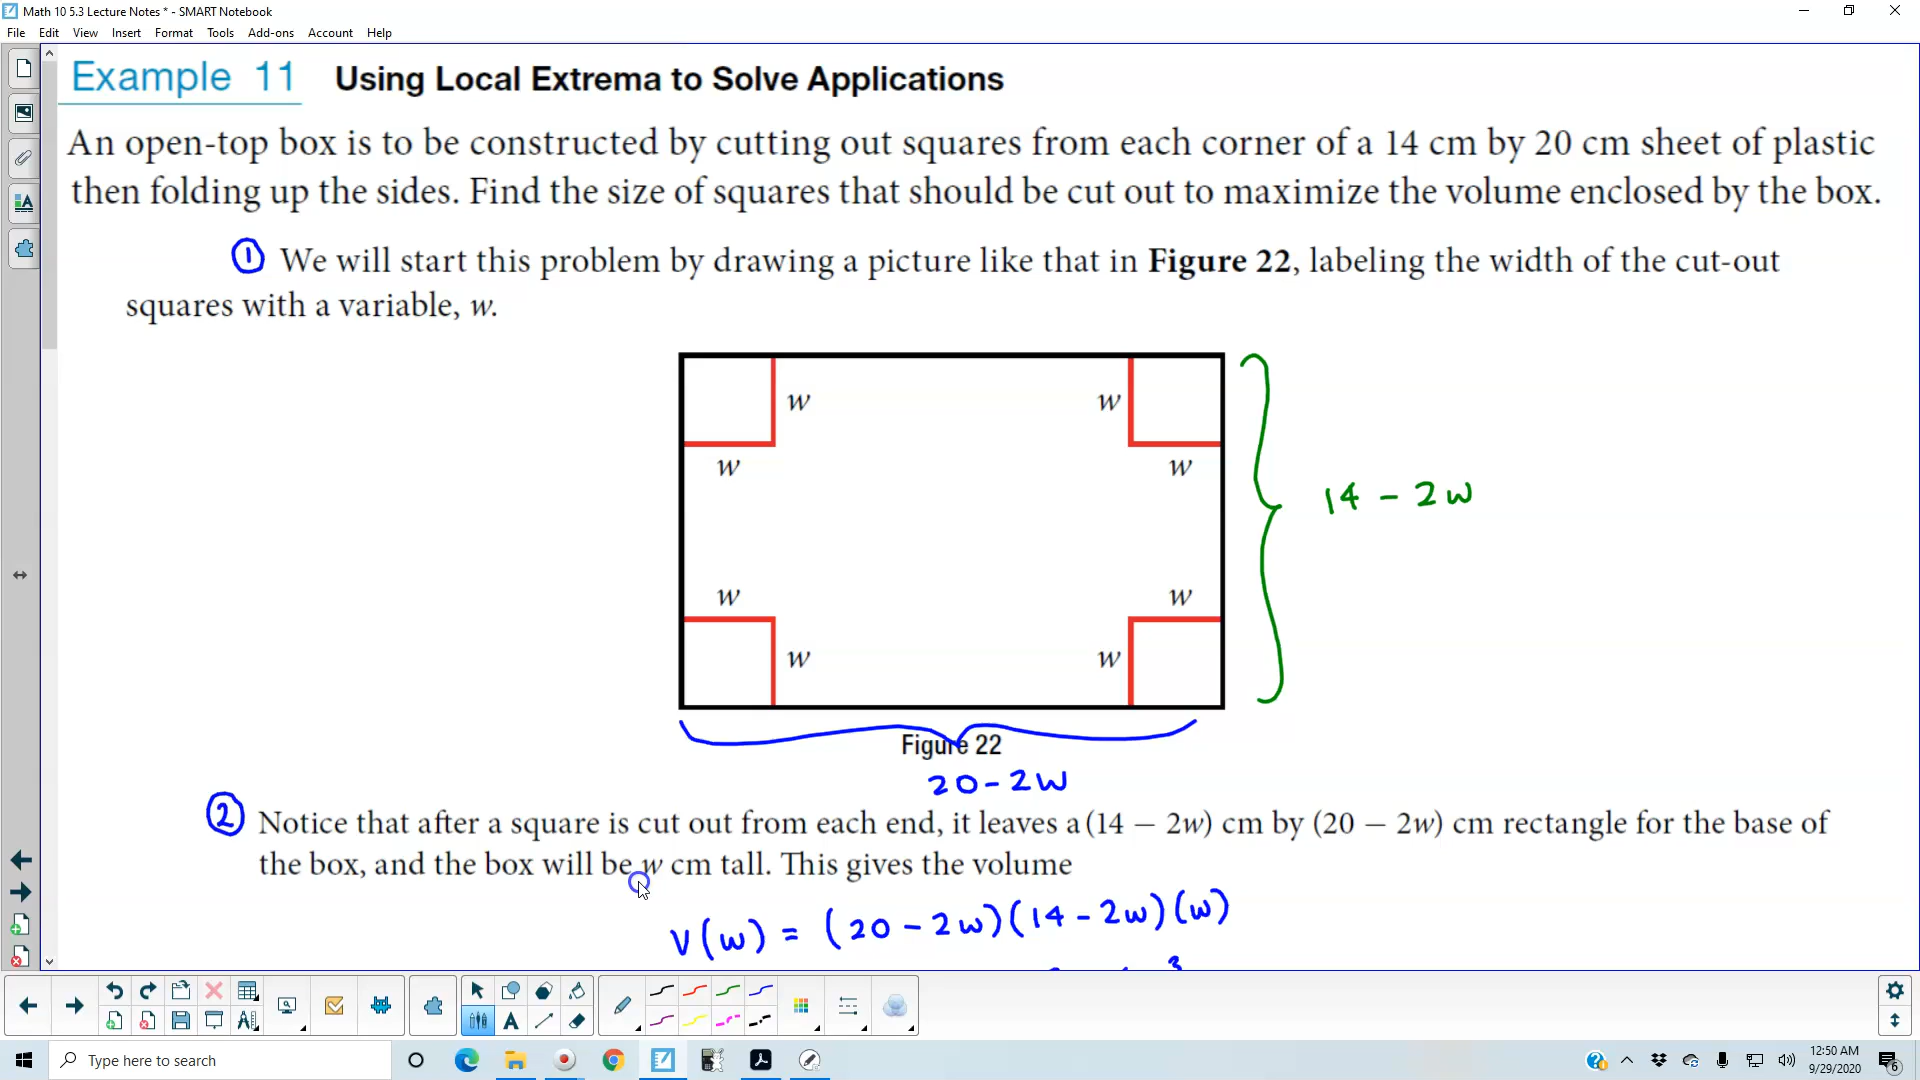 Math 10 5.3 Lecture Notes * - SMART Notebook
File Edit View Insert Format Tools Add-ons Account Help
Example 11 Using Local Extrema to Solve Applications
An open-top box is to be constructed by cutting out squares from each corner of a 14 cm by 20 cm sheet of plastic
then folding up the sides. Find the size of squares that should be cut out to maximize the volume enclosed by the box.
① We will start this problem by drawing a picture like that in Figure 22, labeling the width of the cut-out
squares with a variable, w.
w w
w w
14 - 2w
w w
w w
Figure 22
20 - 2w
② Notice that after a square is cut out from each end, it leaves a (14 − 2w) cm by (20 − 2w) cm rectangle for the base of
the box, and the box will be w cm tall. This gives the volume
V(w) = (20 - 2w)(14 - 2w)(w)
3
Type here to search
12:50 AM
9/29/2020
6